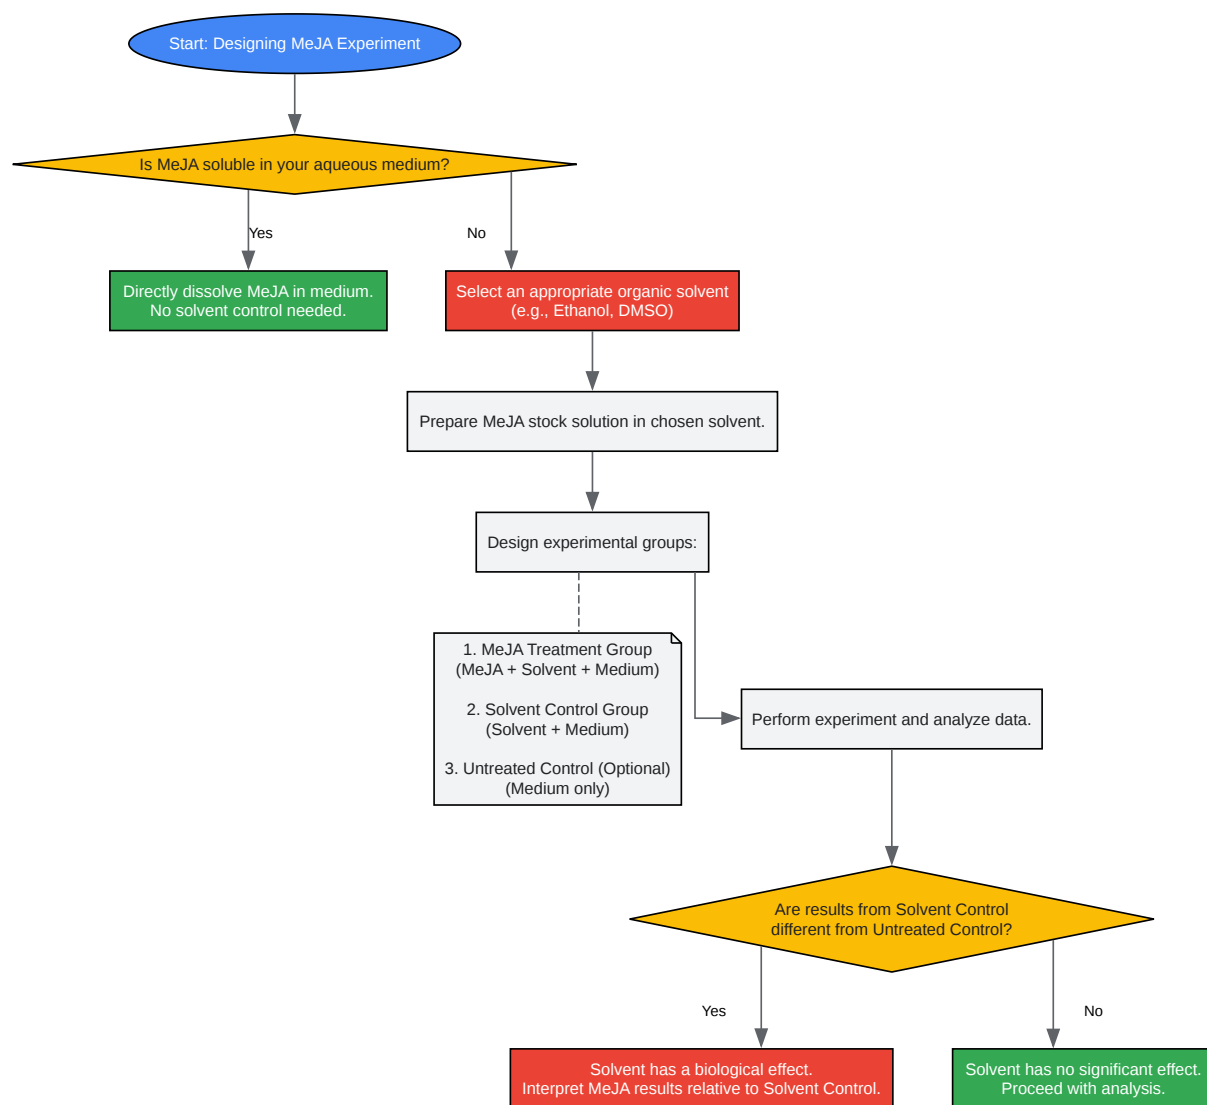 Start: Designing MeJA Experiment
Is MeJA soluble in your aqueous medium?
Yes
No
Directly dissolve MeJA in medium.
No solvent control needed.
Select an appropriate organic solvent
(e.g., Ethanol, DMSO)
Prepare MeJA stock solution in chosen solvent.
Design experimental groups:
1. MeJA Treatment Group
(MeJA + Solvent + Medium)
2. Solvent Control Group
(Solvent + Medium)
3. Untreated Control (Optional)
(Medium only)
Perform experiment and analyze data.
Are results from Solvent Control
different from Untreated Control?
Yes
No
Solvent has a biological effect.
Interpret MeJA results relative to Solvent Control.
Solvent has no significant effect.
Proceed with analysis.